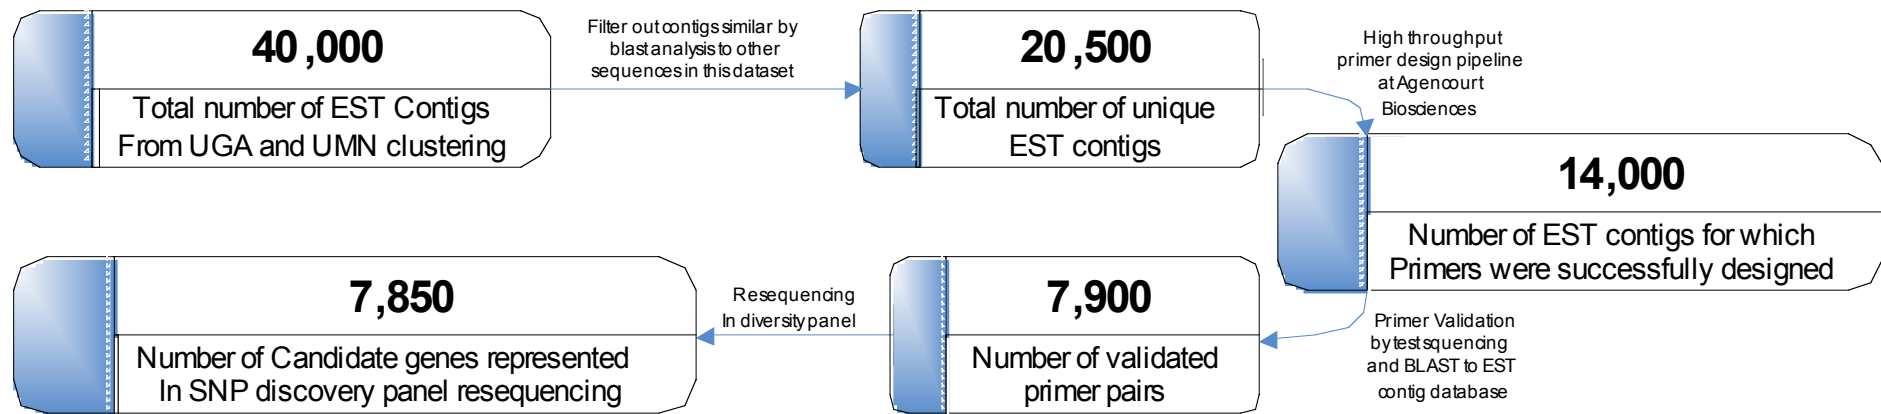 40,000
Total number of EST Contigs
From UGA and UMN clustering
Filter out contigs similar by
blast analysis to other
sequences in this dataset
20,500
Total number of unique
EST contigs
High throughput
primer design pipeline
at Agencourt
Biosciences
14,000
Number of EST contigs for which
Primers were successfully designed
Primer Validation
by test squencing
and BLAST to EST
contig database
7,900
Number of validated
primer pairs
Resequencing
In diversity panel
7,850
Number of Candidate genes represented
In SNP discovery panel resequencing